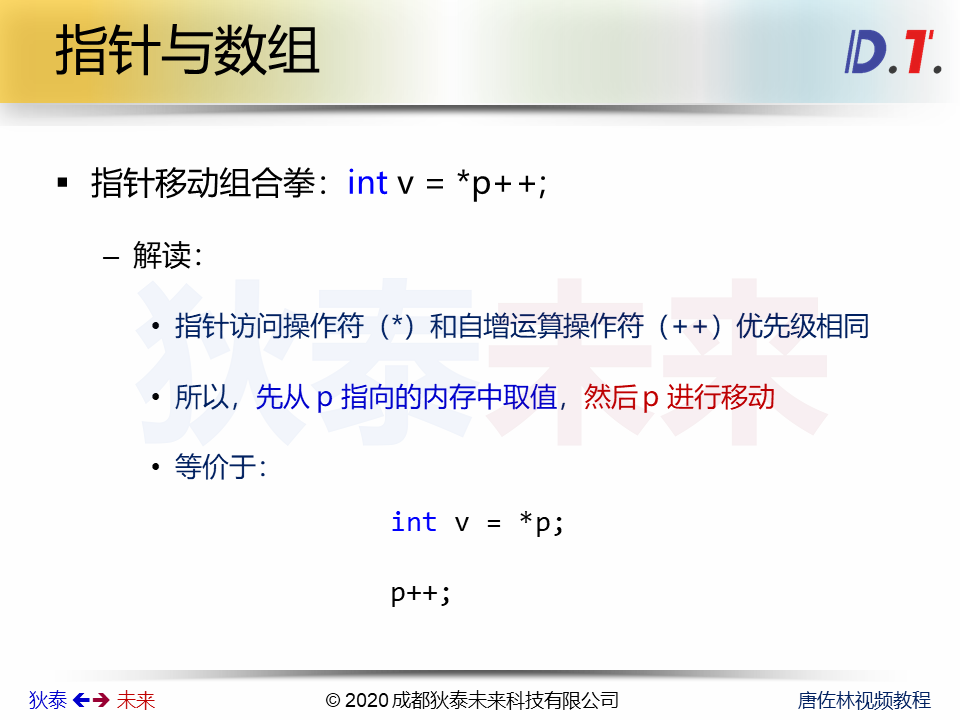 指针与数组
D.T.
▪ 指针移动组合拳：int v = *p++;
– 解读：
• 指针访问操作符（*）和自增运算操作符（++）优先级相同
• 所以，先从 p 指向的内存中取值，然后 p 进行移动
• 等价于：
int v = *p;
p++;
狄泰未来
狄泰 🡸🡺 未来
© 2020 成都狄泰未来科技有限公司
唐佐林视频教程